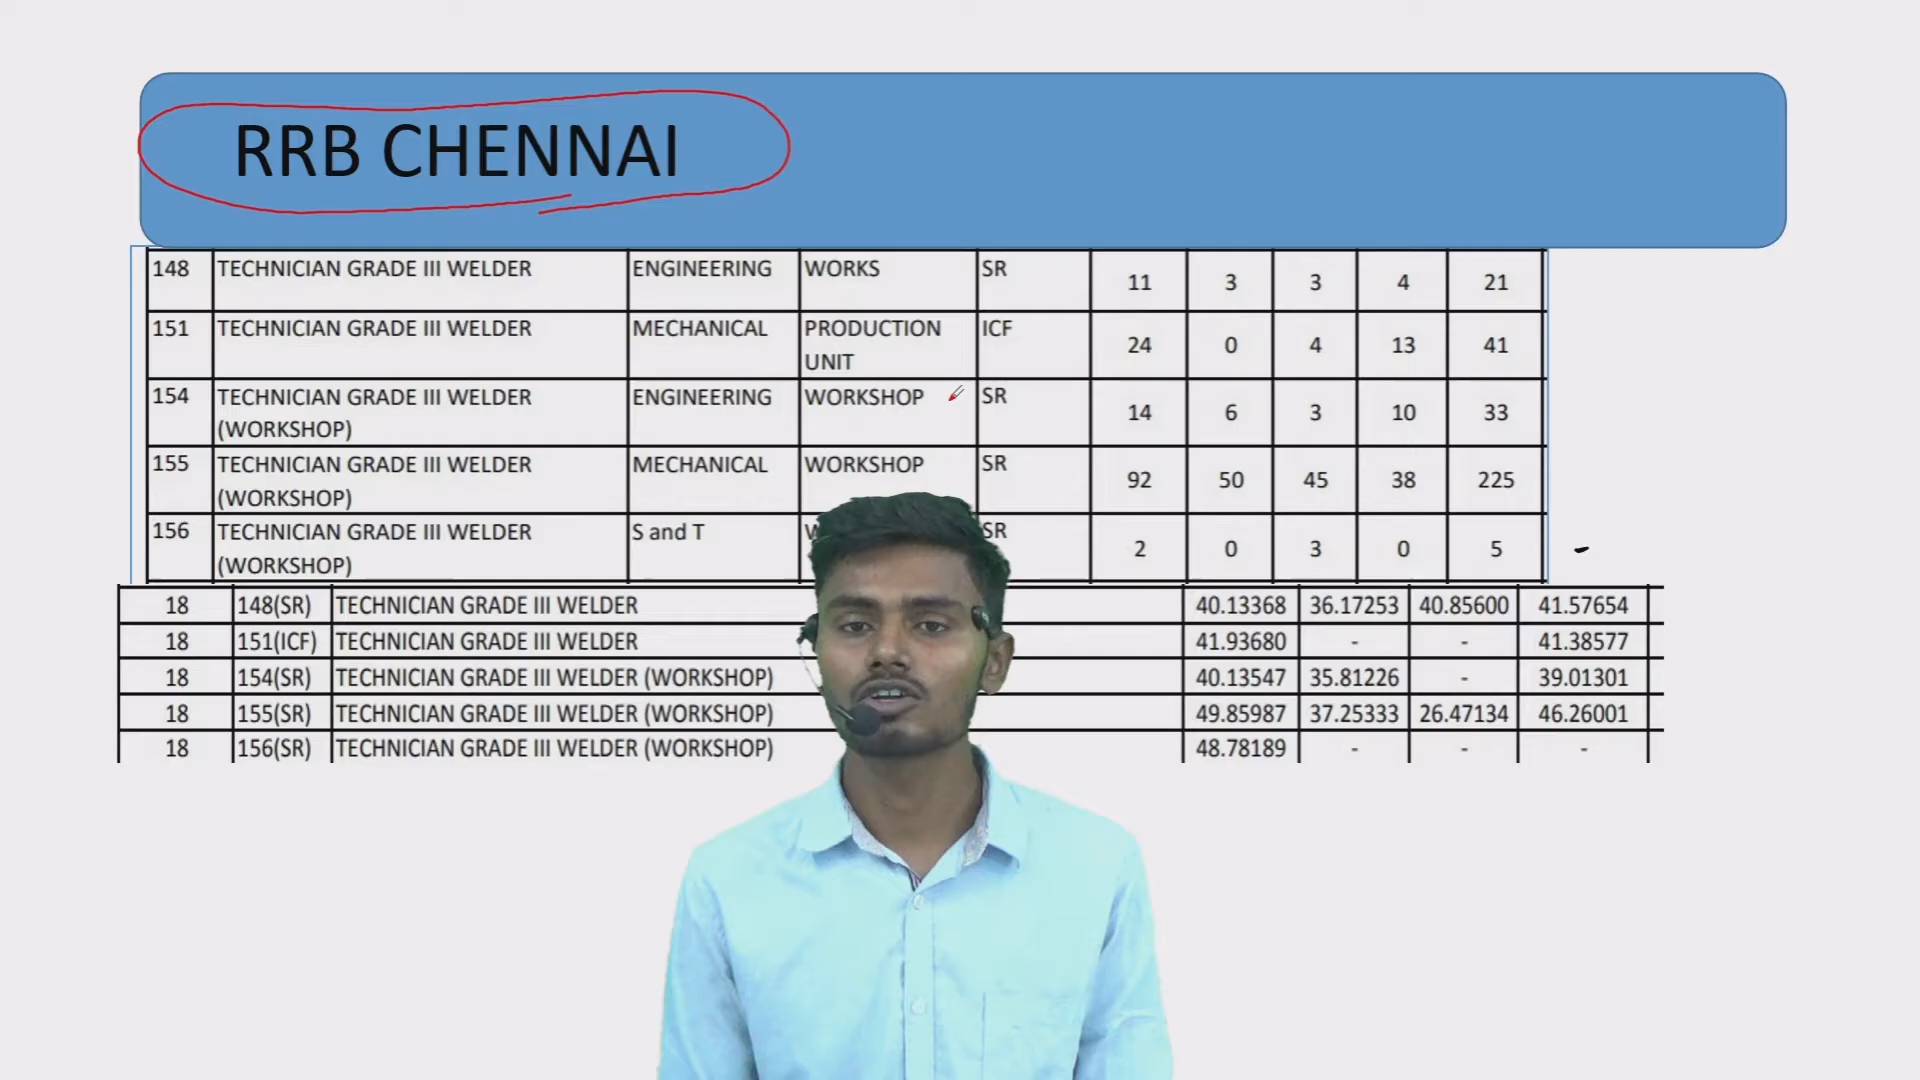 RRB CHENNAI
148 TECHNICIAN GRADE III WELDER ENGINEERING WORKS SR 11 3 3 4 21
151 TECHNICIAN GRADE III WELDER MECHANICAL PRODUCTION UNIT ICF 24 0 4 13 41
154 TECHNICIAN GRADE III WELDER (WORKSHOP) ENGINEERING WORKSHOP SR 14 6 3 10 33
155 TECHNICIAN GRADE III WELDER (WORKSHOP) MECHANICAL WORKSHOP SR 92 50 45 38 225
156 TECHNICIAN GRADE III WELDER (WORKSHOP) S and T SR 2 0 3 0 5
18 148(SR) TECHNICIAN GRADE III WELDER 40.13368 36.17253 40.85600 41.57654
18 151(ICF) TECHNICIAN GRADE III WELDER 41.93680 - - 41.38577
18 154(SR) TECHNICIAN GRADE III WELDER (WORKSHOP) 40.13547 35.81226 - 39.01301
18 155(SR) TECHNICIAN GRADE III WELDER (WORKSHOP) 49.85987 37.25333 26.47134 46.26001
18 156(SR) TECHNICIAN GRADE III WELDER (WORKSHOP) 48.78189 - - -